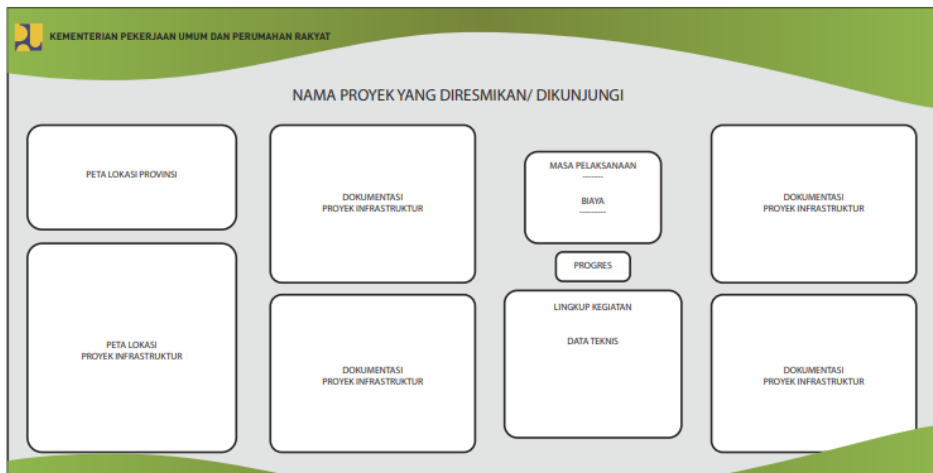 KEMENTERIAN PEKERJAAN UMUM DAN PERUMAHAN RAKYAT
NAMA PROYEK YANG DIRESMIKAN/ DIKUNJUNGI
PETA LOKASI PROVINSI
PETA LOKASI
PROYEK INFRASTRUKTUR
DOKUMENTASI
PROYEK INFRASTRUKTUR
DOKUMENTASI
PROYEK INFRASTRUKTUR
MASA PELAKSANAAN
--------
BIAYA
----------
PROGRES
LINGKUP KEGIATAN
DATA TEKNIS
DOKUMENTASI
PROYEK INFRASTRUKTUR
DOKUMENTASI
PROYEK INFRASTRUKTUR